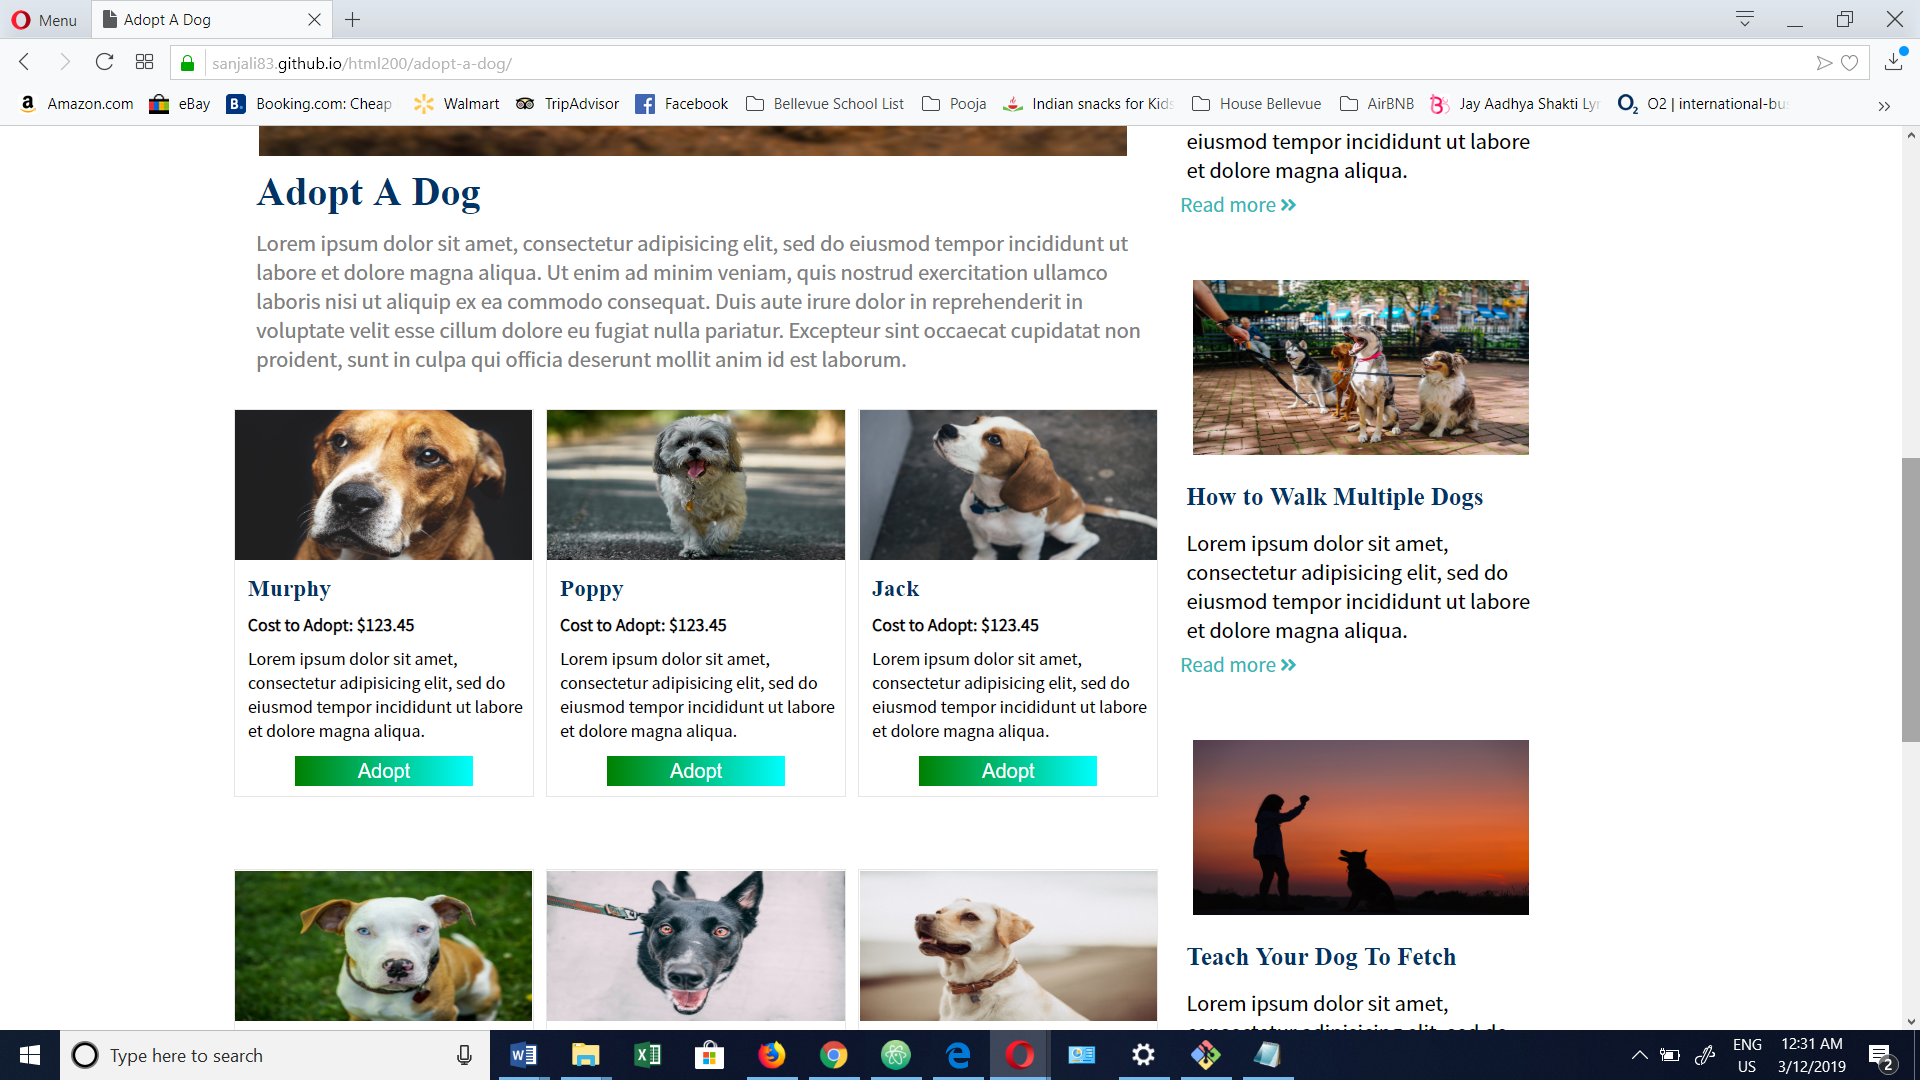 Menu
Adopt A Dog
sanjali83.github.io/html200/adopt-a-dog/
Amazon.com
eBay
B.
Booking.com: Cheap
Walmart
TripAdvisor
Facebook
Bellevue School List
Pooja
Indian snacks for Kids
House Bellevue
AirBNB
Jay Aadhya Shakti Lyr
O2 | international-bu
Adopt A Dog
Lorem ipsum dolor sit amet, consectetur adipisicing elit, sed do eiusmod tempor incididunt ut
labore et dolore magna aliqua. Ut enim ad minim veniam, quis nostrud exercitation ullamco
laboris nisi ut aliquip ex ea commodo consequat. Duis aute irure dolor in reprehenderit in
voluptate velit esse cillum dolore eu fugiat nulla pariatur. Excepteur sint occaecat cupidatat non
proident, sunt in culpa qui officia deserunt mollit anim id est laborum.
Murphy
Cost to Adopt: $123.45
Lorem ipsum dolor sit amet,
consectetur adipisicing elit, sed do
eiusmod tempor incididunt ut labore
et dolore magna aliqua.
Adopt
Poppy
Cost to Adopt: $123.45
Lorem ipsum dolor sit amet,
consectetur adipisicing elit, sed do
eiusmod tempor incididunt ut labore
et dolore magna aliqua.
Adopt
Jack
Cost to Adopt: $123.45
Lorem ipsum dolor sit amet,
consectetur adipisicing elit, sed do
eiusmod tempor incididunt ut labore
et dolore magna aliqua.
Adopt
eiusmod tempor incididunt ut labore
et dolore magna aliqua.
Read more »
How to Walk Multiple Dogs
Lorem ipsum dolor sit amet,
consectetur adipisicing elit, sed do
eiusmod tempor incididunt ut labore
et dolore magna aliqua.
Read more »
Teach Your Dog To Fetch
Lorem ipsum dolor sit amet,
consectetur adipisicing elit, sed do
Type here to search
ENG
US
12:31 AM
3/12/2019
2